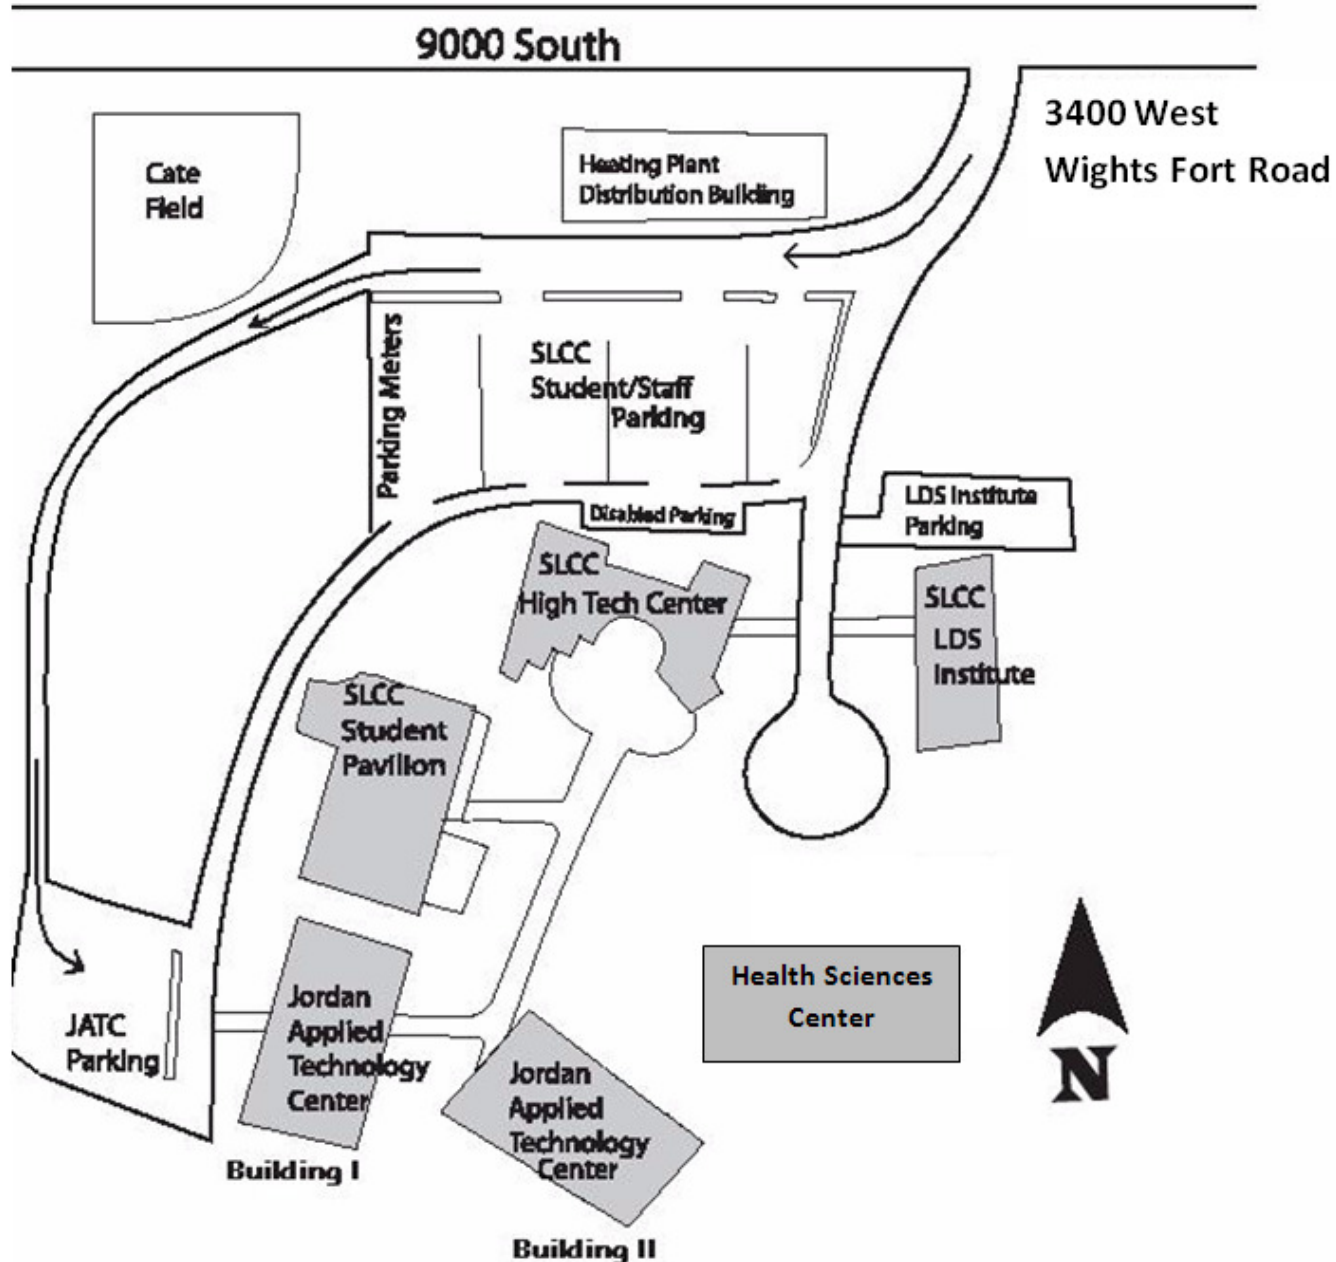 9000 South
3400 West
Wights Fort Road
Cate
Field
Heating Plant
Distribution Building
Parking Meters
SLCC
Student/Staff
Parking
LDS Institute
Parking
Disabled Parking
SLCC
High Tech Center
SLCC
LDS
Institute
SLCC
Student
Pavilion
Health Sciences
Center
N
JATC
Parking
Jordan
Applied
Technology
Center
Building I
Jordan
Applied
Technology
Center
Building II